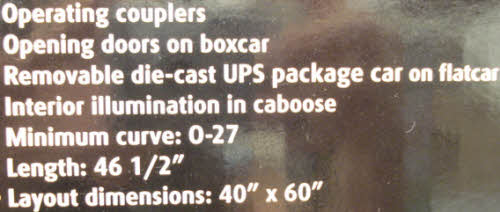 Operating couplers
Opening doors on boxcar
Removable die-cast UPS package car on flatcar
Interior illumination in caboose
Minimum curve: O-27
Length: 46 1/2"
Layout dimensions: 40" x 60"